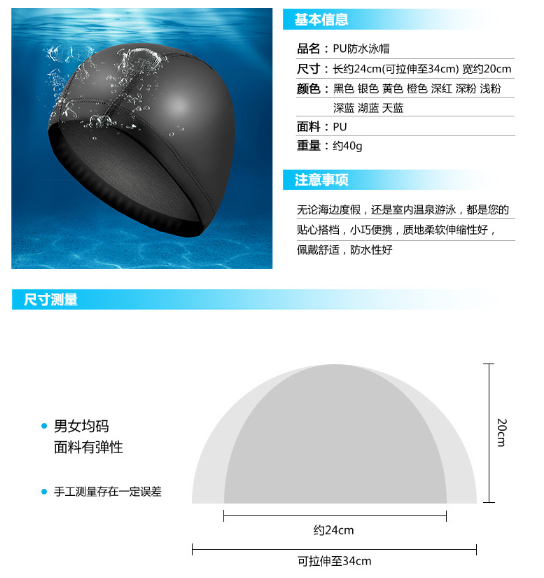 基本信息
品名：PU防水泳帽
尺寸：长约24cm(可拉伸至34cm) 宽约20cm
颜色：黑色 银色 黄色 橙色 深红 深粉 浅粉
深蓝 湖蓝 天蓝
面料：PU
重量：约40g
注意事项
无论海边度假，还是室内温泉游泳，都是您的
贴心搭档，小巧便携，质地柔软伸缩性好，
佩戴舒适，防水性好
尺寸测量
男女均码
面料有弹性
手工测量存在一定误差
20cm
约24cm
可拉伸至34cm